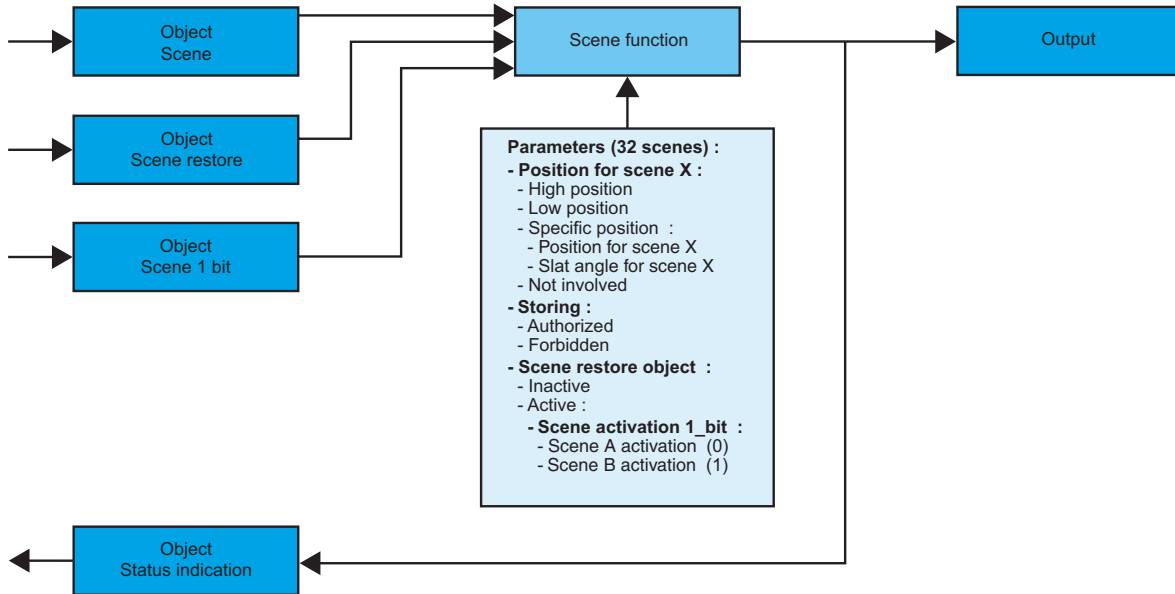 Object
Scene
Scene function
Output
Object
Scene restore
Object
Scene 1 bit
Parameters (32 scenes) :
- Position for scene X :
- High position
- Low position
- Specific position :
- Position for scene X
- Slat angle for scene X
- Not involved
- Storing :
- Authorized
- Forbidden
- Scene restore object :
- Inactive
- Active :
- Scene activation 1_bit :
- Scene A activation (0)
- Scene B activation (1)
Object
Status indication